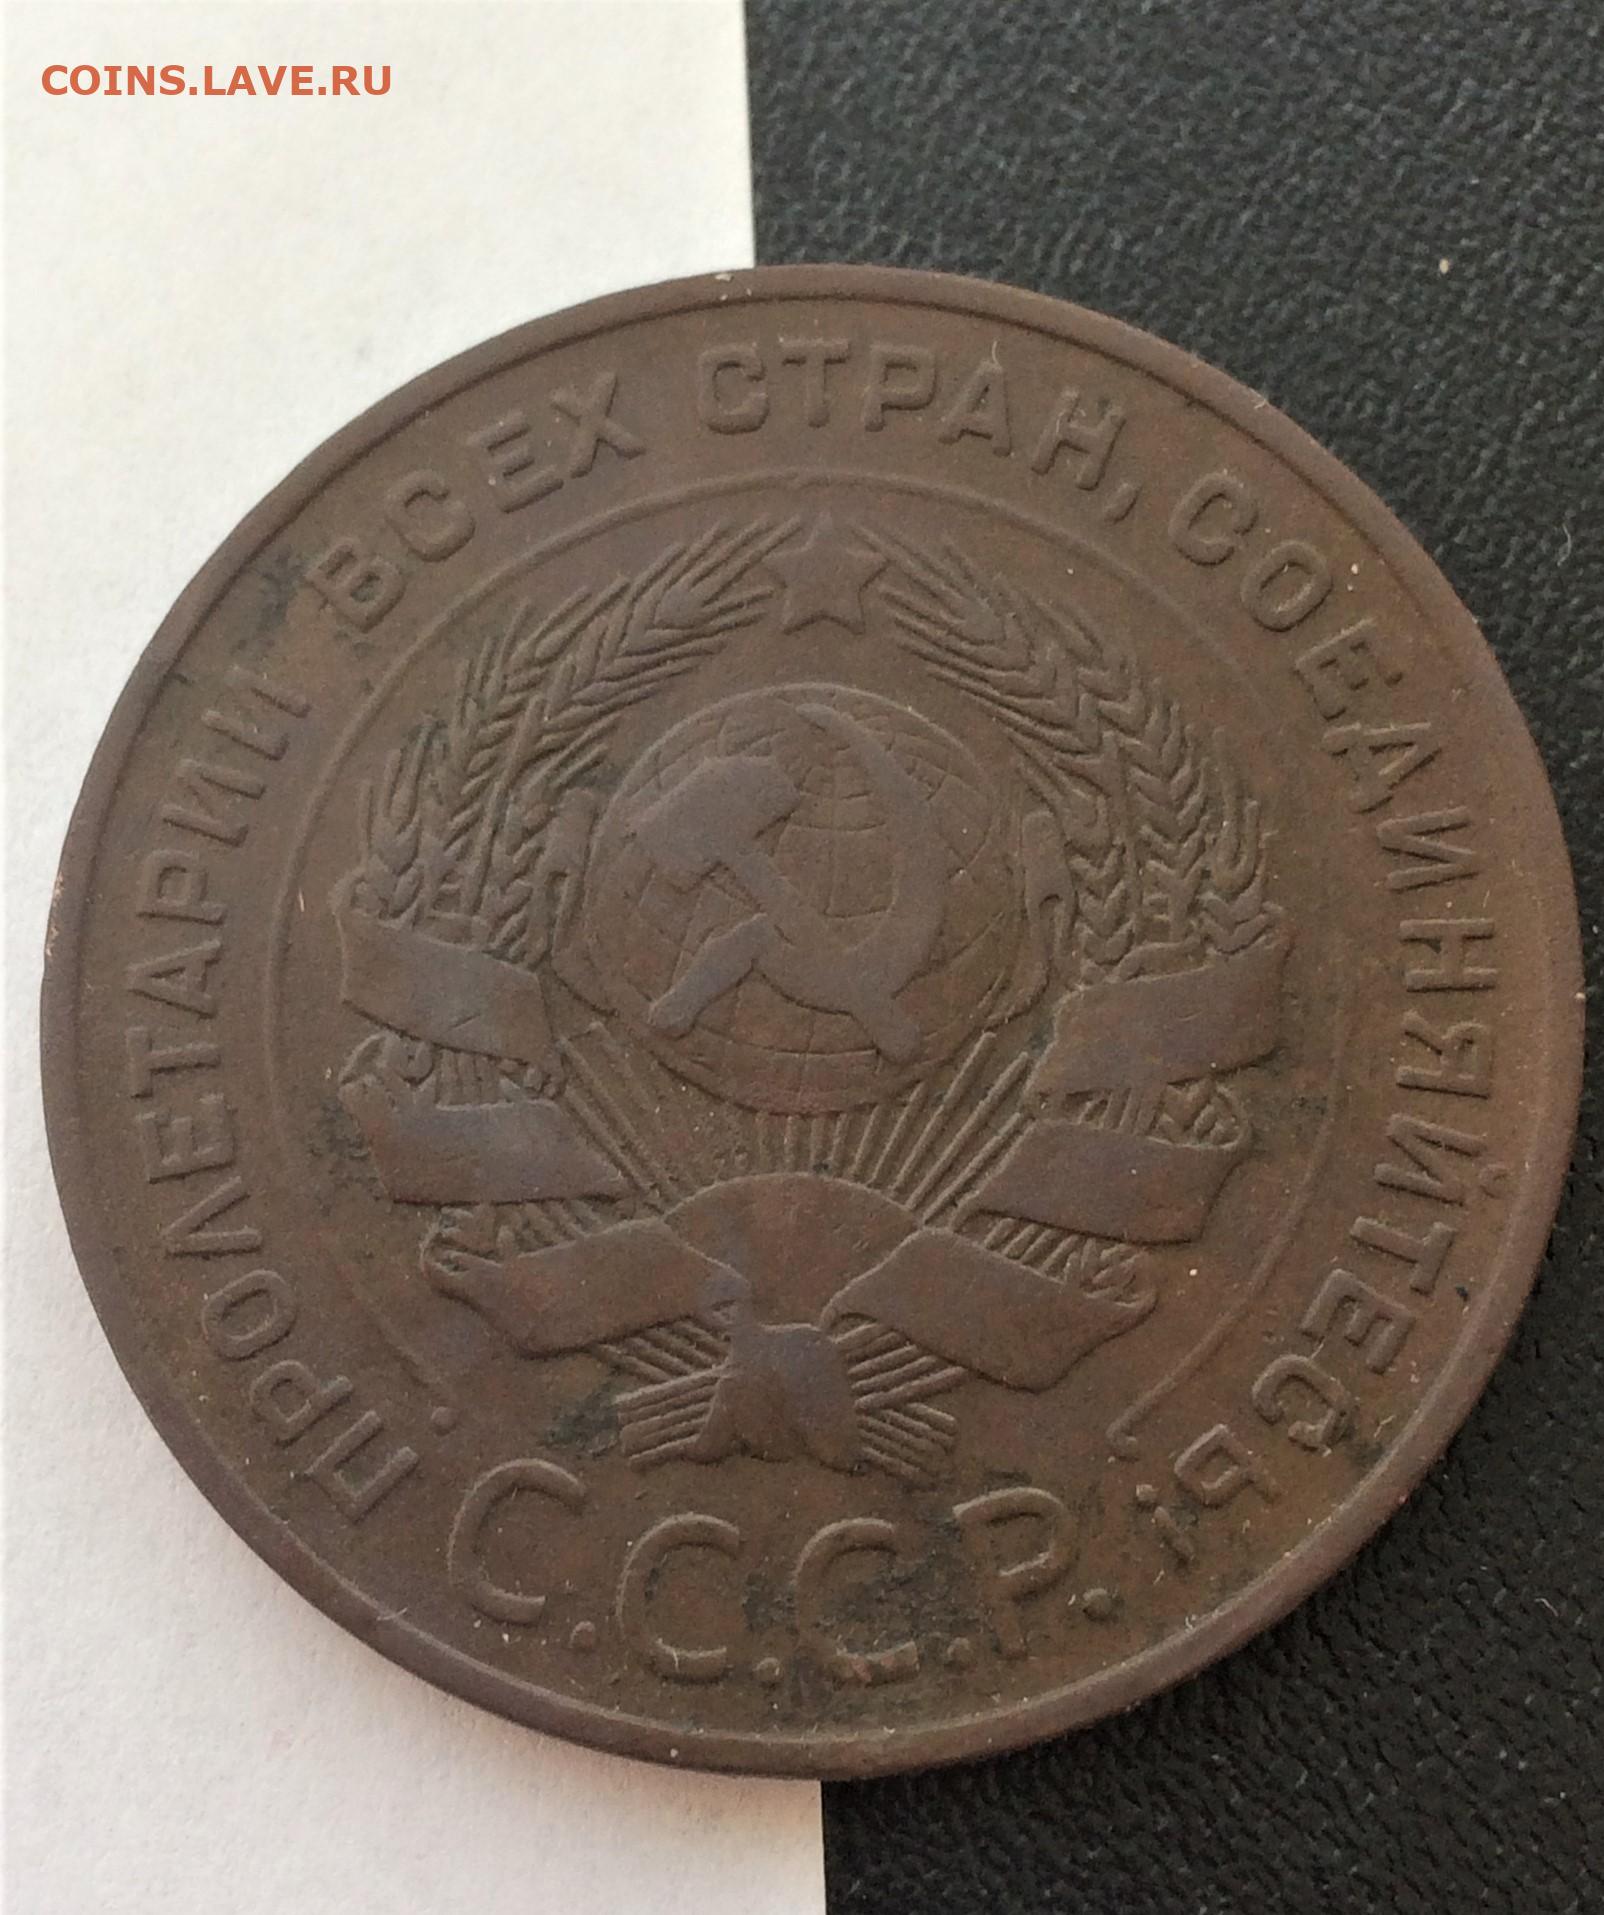 COINS.LAVE.RU
ПРОЛЕТАРИИ ВСЕХ СТРАН, СОЕДИНЯЙТЕСЬ!
С.С.С.Р.